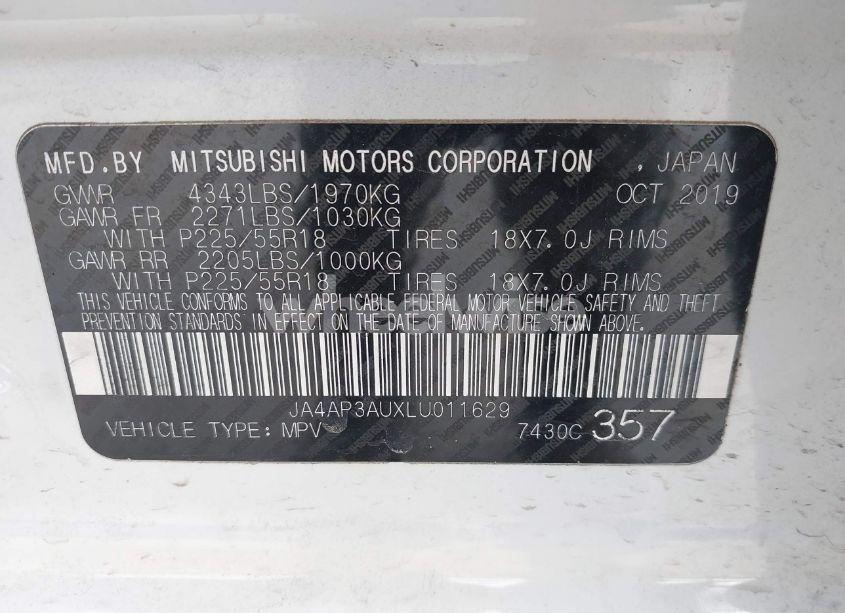 MFD.BY MITSUBISHI MOTORS CORPORATION , JAPAN
GVWR 4343LBS/1970KG OCT 2019
GAWR FR 2271LBS/1030KG
WITH P225/55R18 TIRES 18X7.0J RIMS
GAWR RR 2205LBS/1000KG
WITH P225/55R18 TIRES 18X7.0J RIMS
THIS VEHICLE CONFORMS TO ALL APPLICABLE FEDERAL MOTOR VEHICLE SAFETY AND THEFT
PREVENTION STANDARDS IN EFFECT ON THE DATE OF MANUFACTURE SHOWN ABOVE.
JA4AP3AUXLU011629
VEHICLE TYPE: MPV 7430C 357